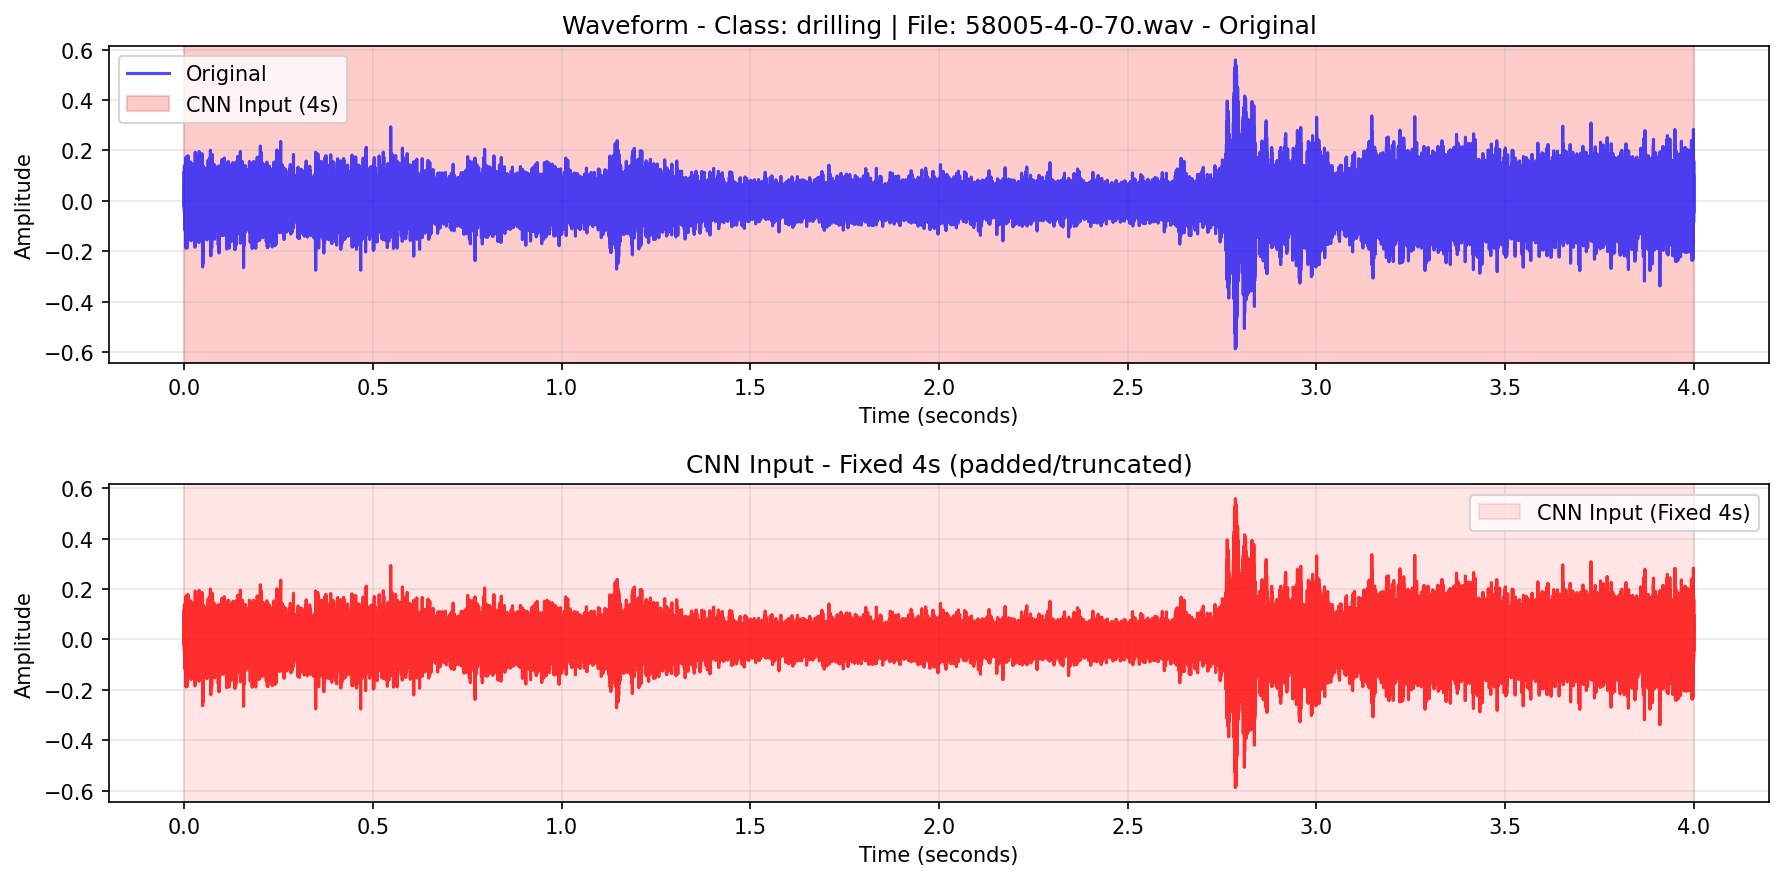 Waveform - Class: drilling | File: 58005-4-0-70.wav - Original
Original
CNN Input (4s)
Amplitude
0.6
0.4
0.2
0.0
−0.2
−0.4
−0.6
0.0 0.5 1.0 1.5 2.0 2.5 3.0 3.5 4.0
Time (seconds)
CNN Input - Fixed 4s (padded/truncated)
CNN Input (Fixed 4s)
Amplitude
0.6
0.4
0.2
0.0
−0.2
−0.4
−0.6
0.0 0.5 1.0 1.5 2.0 2.5 3.0 3.5 4.0
Time (seconds)